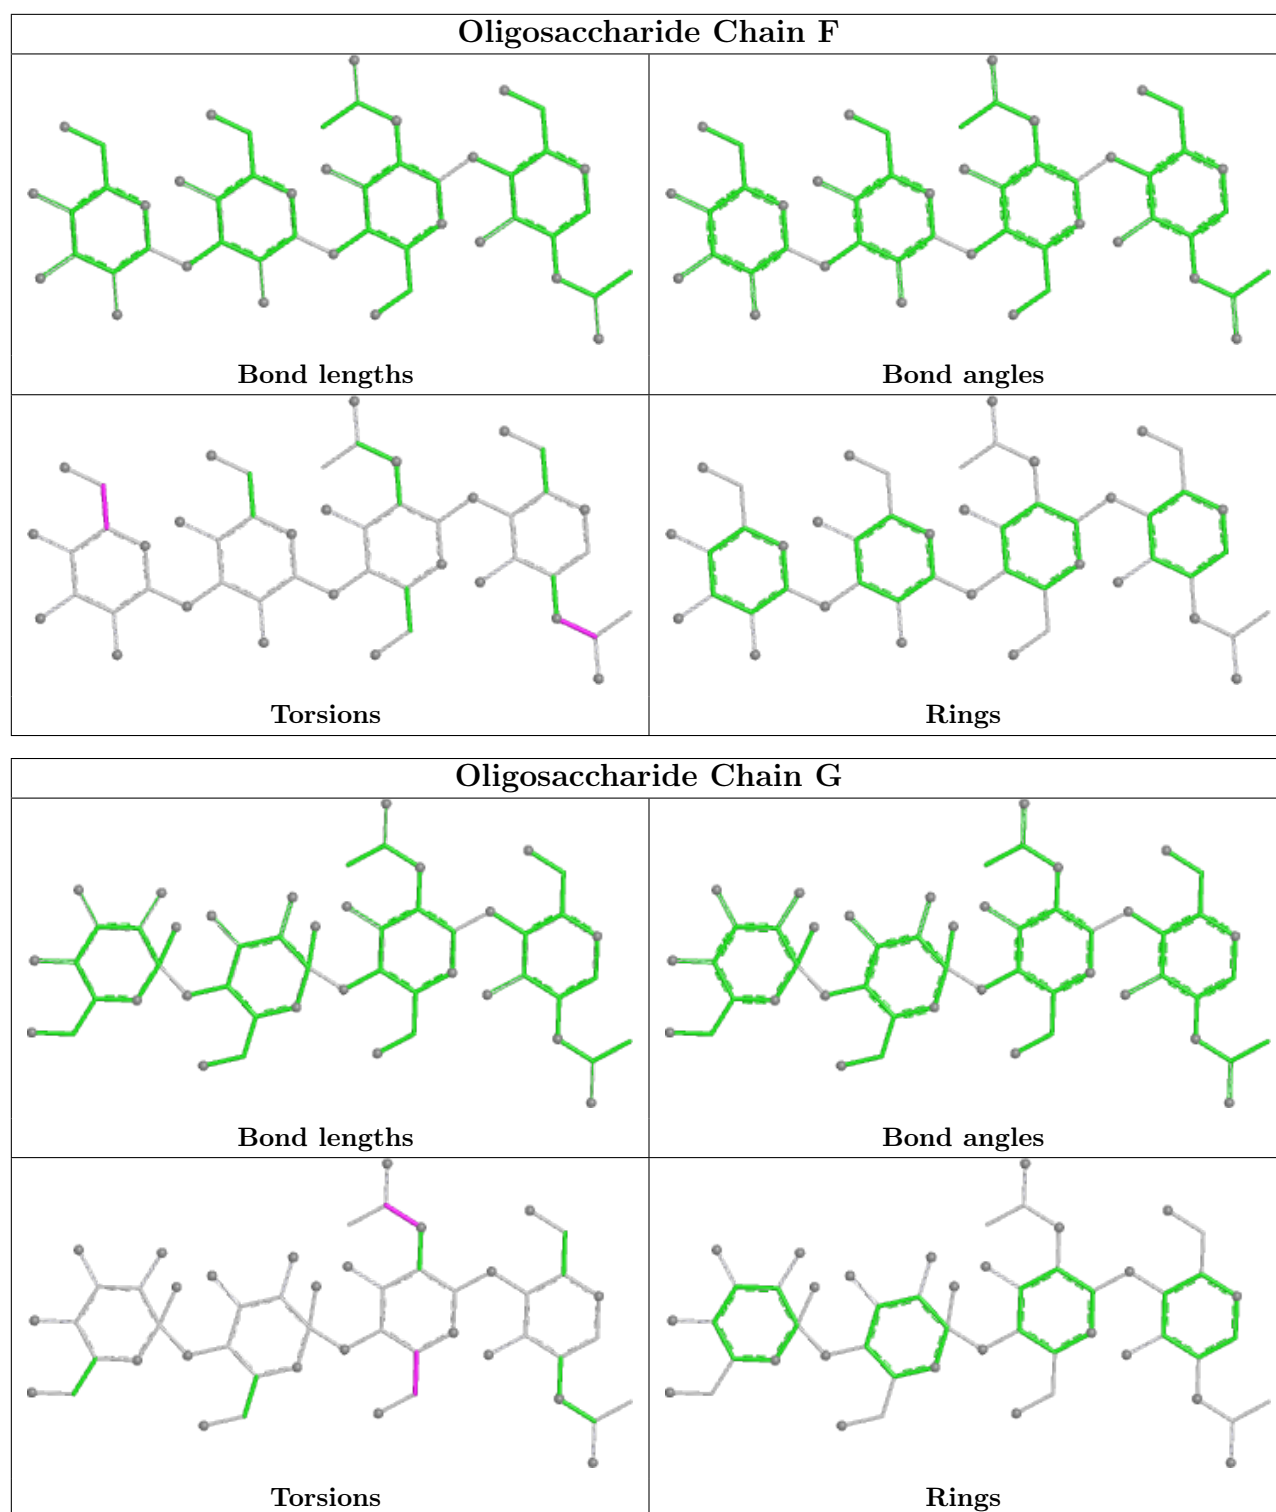 Oligosaccharide Chain F
Bond lengths
Bond angles
Torsions
Rings
Oligosaccharide Chain G
Bond lengths
Bond angles
Torsions
Rings